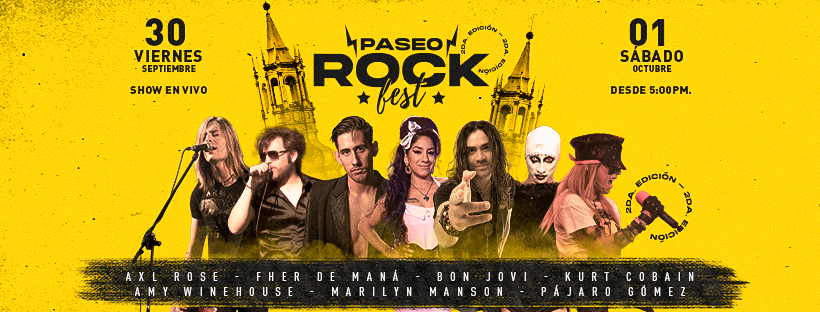 30
VIERNES
SEPTIEMBRE
SHOW EN VIVO
PASEO
ROCK
fest
2DA. EDICIÓN – 2DA. EDICIÓN –
01
SÁBADO
OCTUBRE
DESDE 5:00PM.
2DA. EDICIÓN – 2DA. EDICIÓN –
AXL ROSE - FHER DE MANÁ - BON JOVI - KURT COBAIN
AMY WINEHOUSE - MARILYN MANSON - PÁJARO GÓMEZ